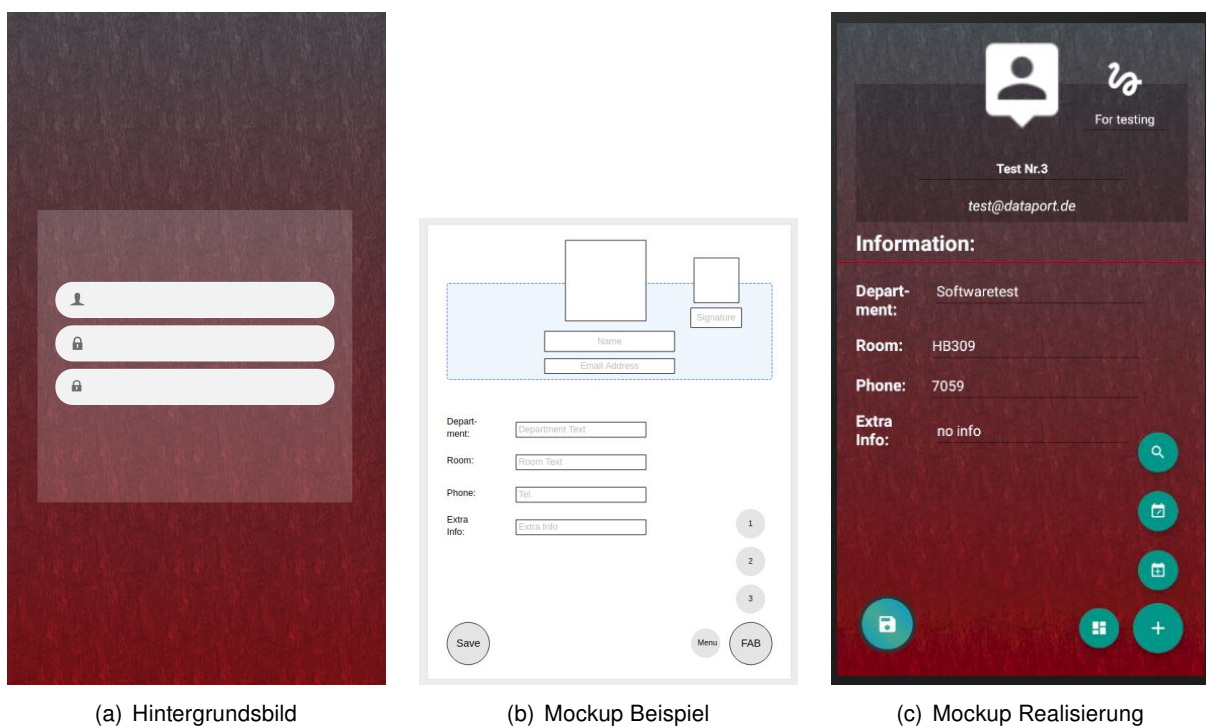 Signature
Name
Email Address
Depart-
ment:
Department Text
Room:
Room Text
Phone:
Tel.
Extra
Info:
Extra Info
1
2
3
Save
Menu
FAB
For testing
Test Nr.3
test@dataport.de
Information:
Depart-
ment:
Softwaretest
Room:
HB309
Phone:
7059
Extra
Info:
no info
(a) Hintergrundsbild
(b) Mockup Beispiel
(c) Mockup Realisierung